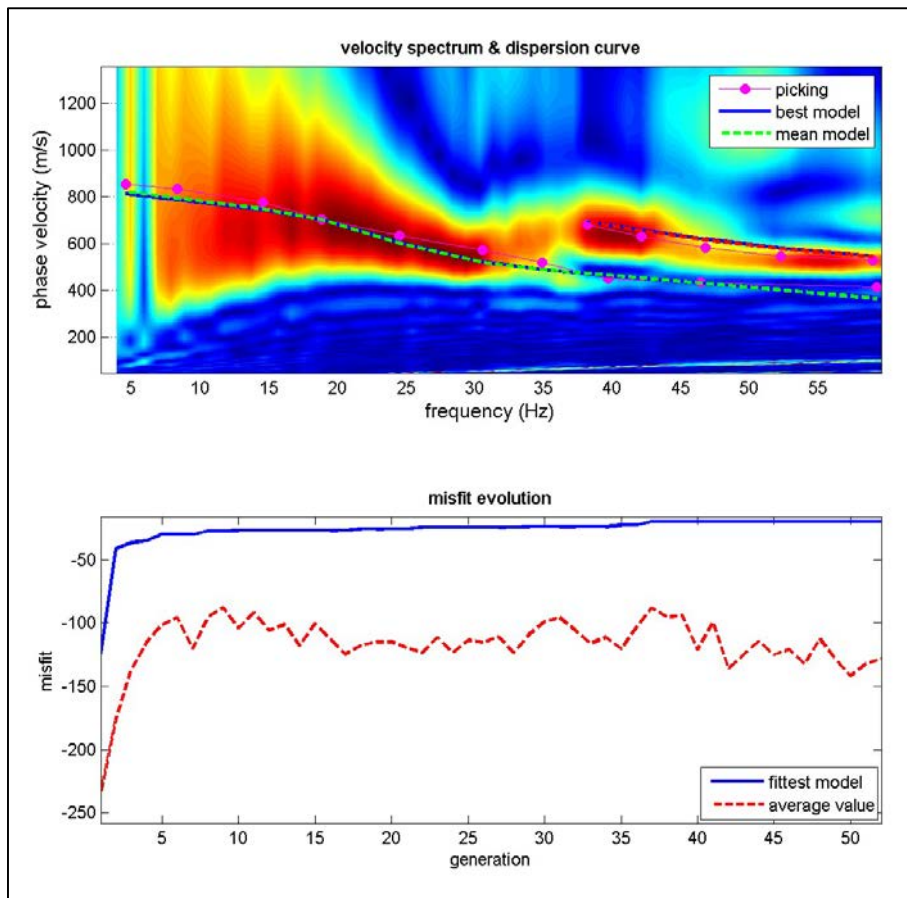 velocity spectrum & dispersion curve
picking
best model
mean model
phase velocity (m/s)
1200
1000
800
600
400
200
5 10 15 20 25 30 35 40 45 50 55
frequency (Hz)
misfit evolution
misfit
-50
-100
-150
-200
-250
fittest model
average value
5 10 15 20 25 30 35 40 45 50
generation